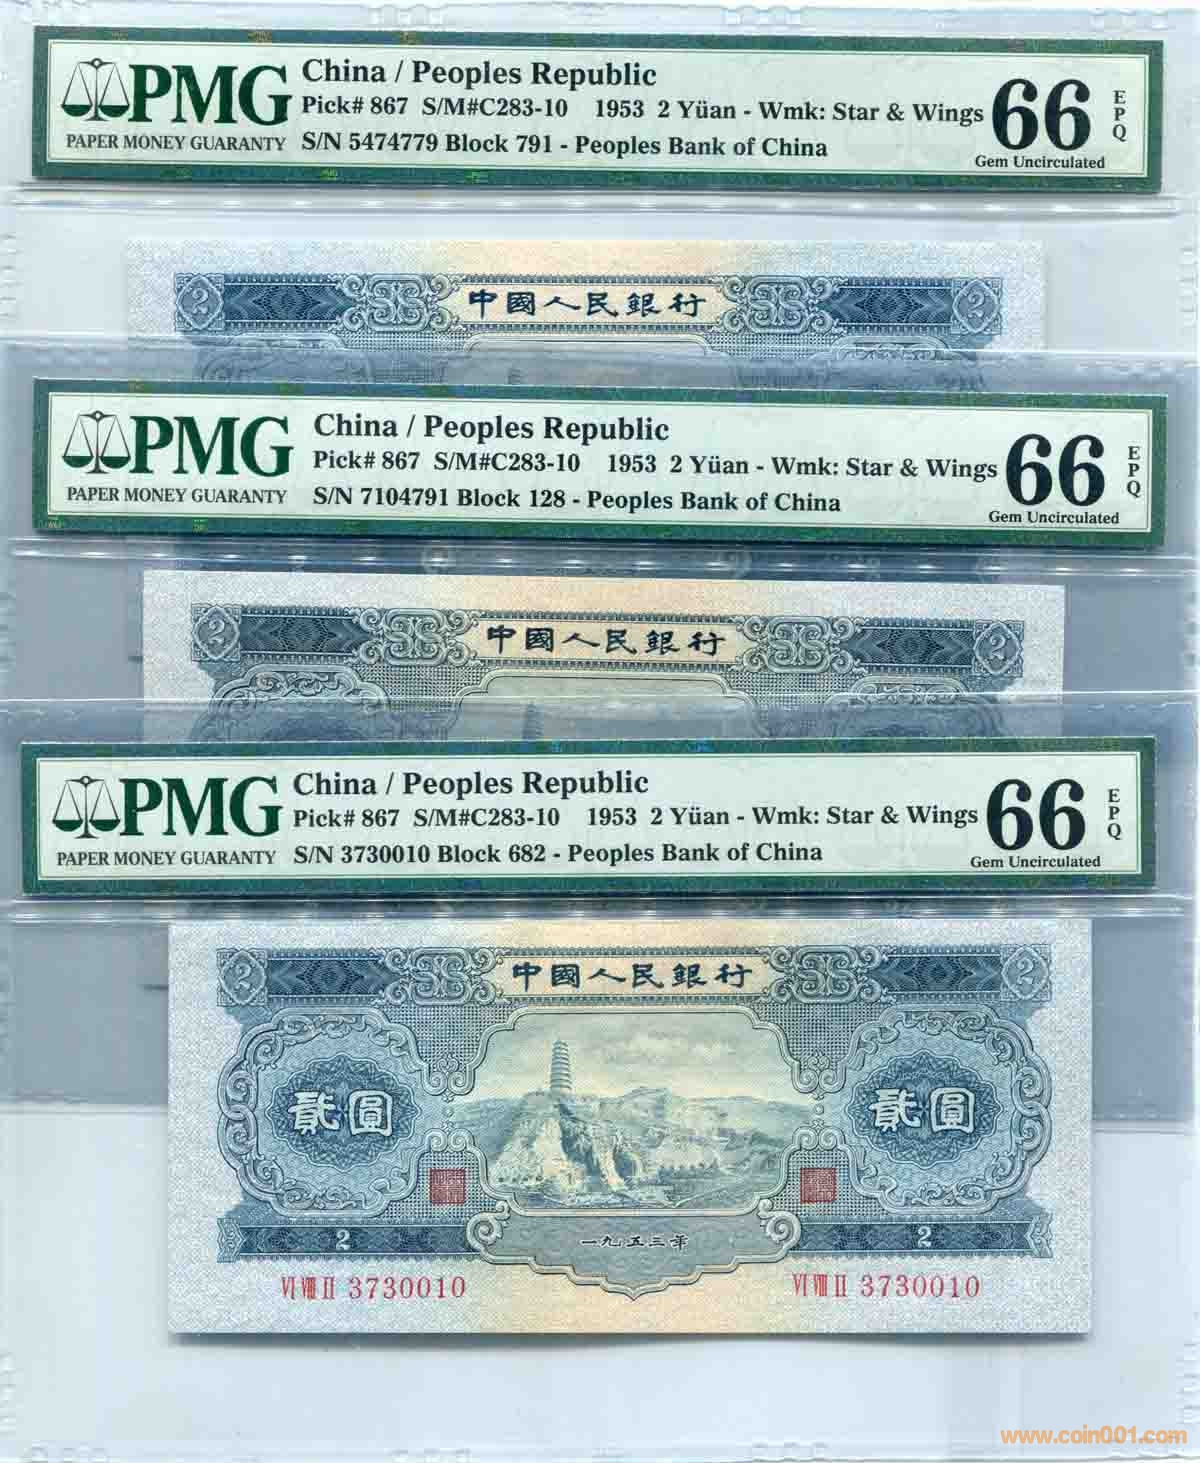 PMG
PAPER MONEY GUARANTY
China / Peoples Republic
Pick# 867 S/M#C283-10 1953 2 Yüan - Wmk: Star & Wings
S/N 5474779 Block 791 - Peoples Bank of China
66
EPQ
Gem Uncirculated
2 中國人民銀行 2
PMG
PAPER MONEY GUARANTY
China / Peoples Republic
Pick# 867 S/M#C283-10 1953 2 Yüan - Wmk: Star & Wings
S/N 7104791 Block 128 - Peoples Bank of China
66
EPQ
Gem Uncirculated
2 中國人民銀行 2
PMG
PAPER MONEY GUARANTY
China / Peoples Republic
Pick# 867 S/M#C283-10 1953 2 Yüan - Wmk: Star & Wings
S/N 3730010 Block 682 - Peoples Bank of China
66
EPQ
Gem Uncirculated
2 中國人民銀行 2
貳圓 貳圓
2 一九五三年 2
VI VIII II 3730010 VI VIII II 3730010
www.coin001.com